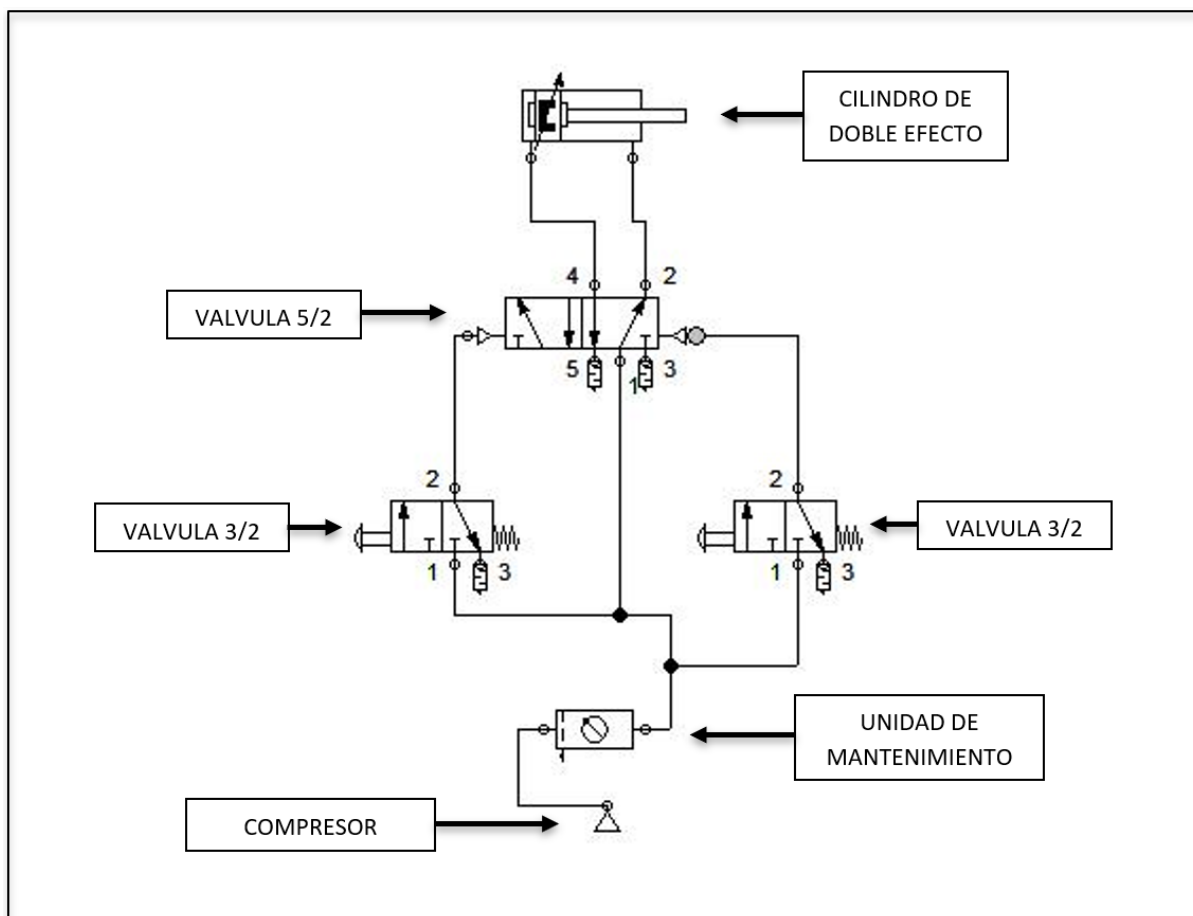 CILINDRO DE
DOBLE EFECTO
4 2
VALVULA 5/2
5 1 3
2 2
VALVULA 3/2
VALVULA 3/2
1 3 1 3
UNIDAD DE
MANTENIMIENTO
COMPRESOR